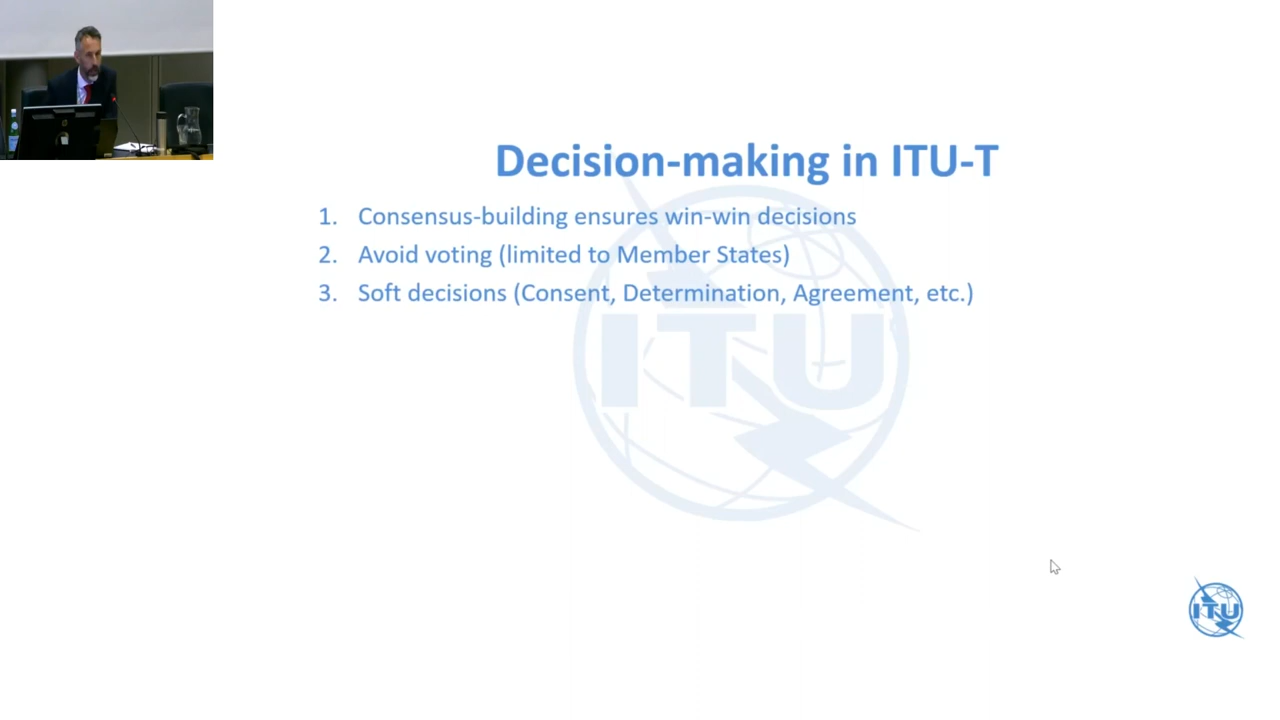 Decision-making in ITU-T
1. Consensus-building ensures win-win decisions
2. Avoid voting (limited to Member States)
3. Soft decisions (Consent, Determination, Agreement, etc.)
ITU
ITU